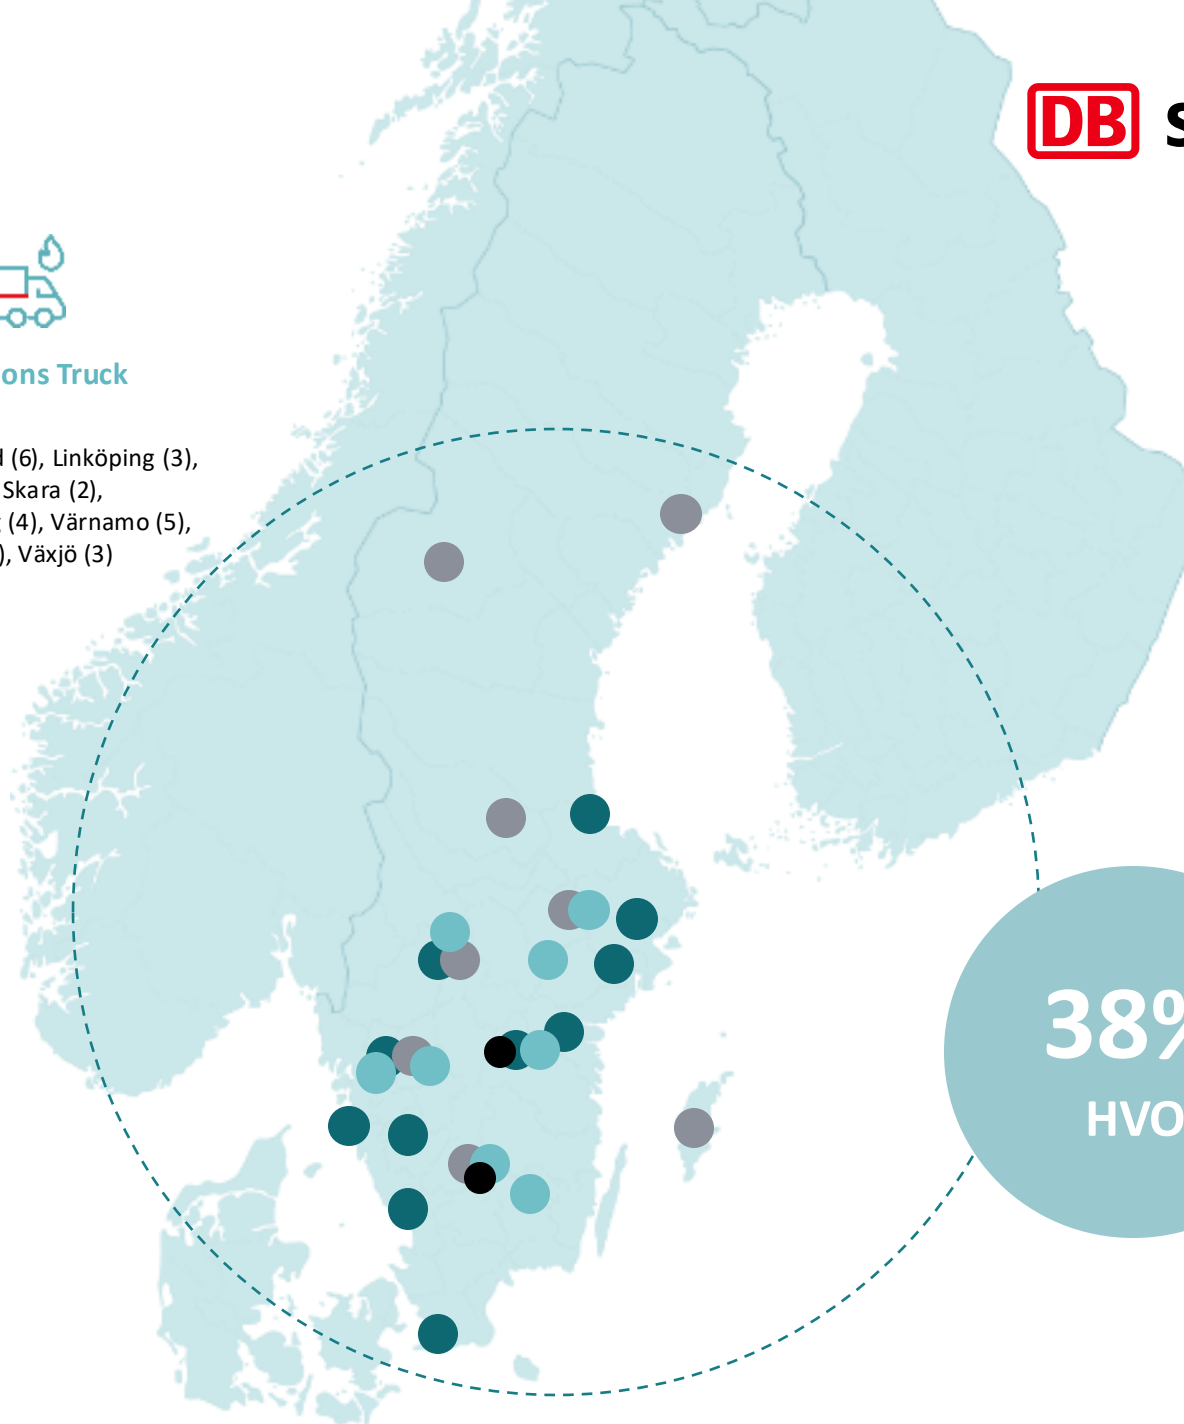 DB S
ons Truck
(6), Linköping (3),
Skara (2),
(4), Värnamo (5),
), Växjö (3)
38%
HVO